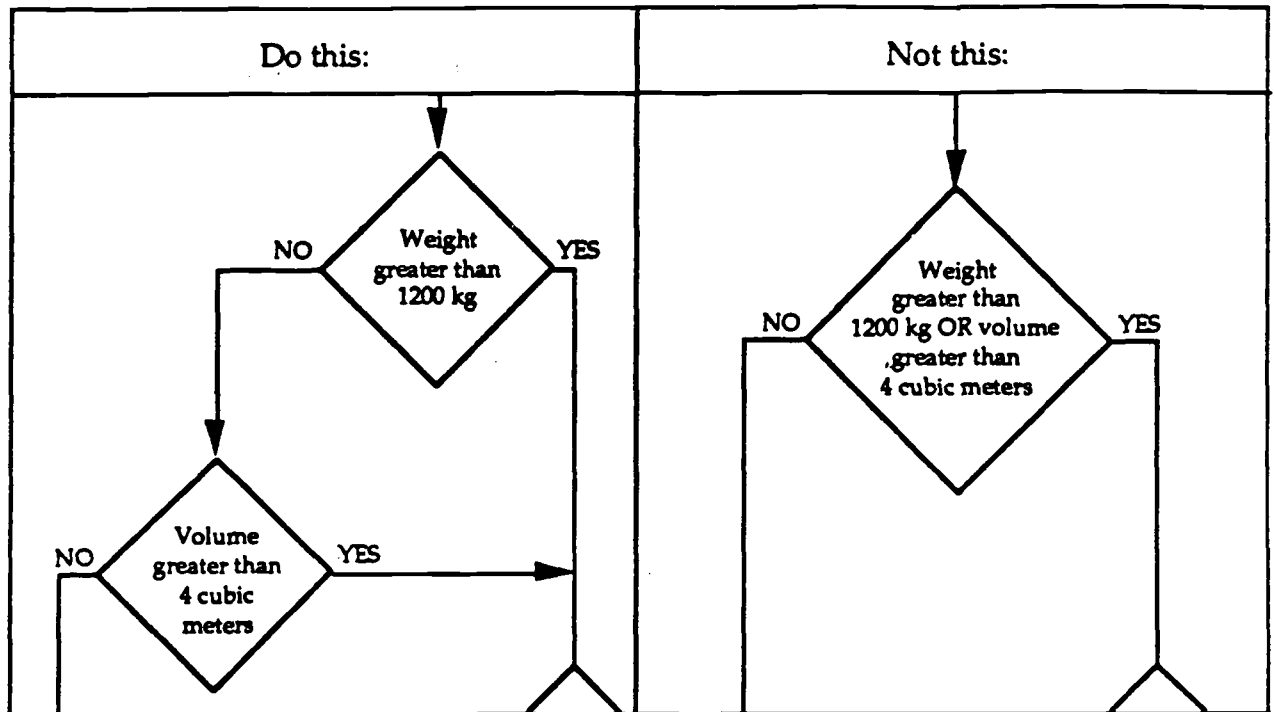 Do this:
Not this:
NO
Weight
greater than
1200 kg
YES
NO
Volume
greater than
4 cubic
meters
YES
NO
Weight
greater than
1200 kg OR volume
greater than
4 cubic meters
YES